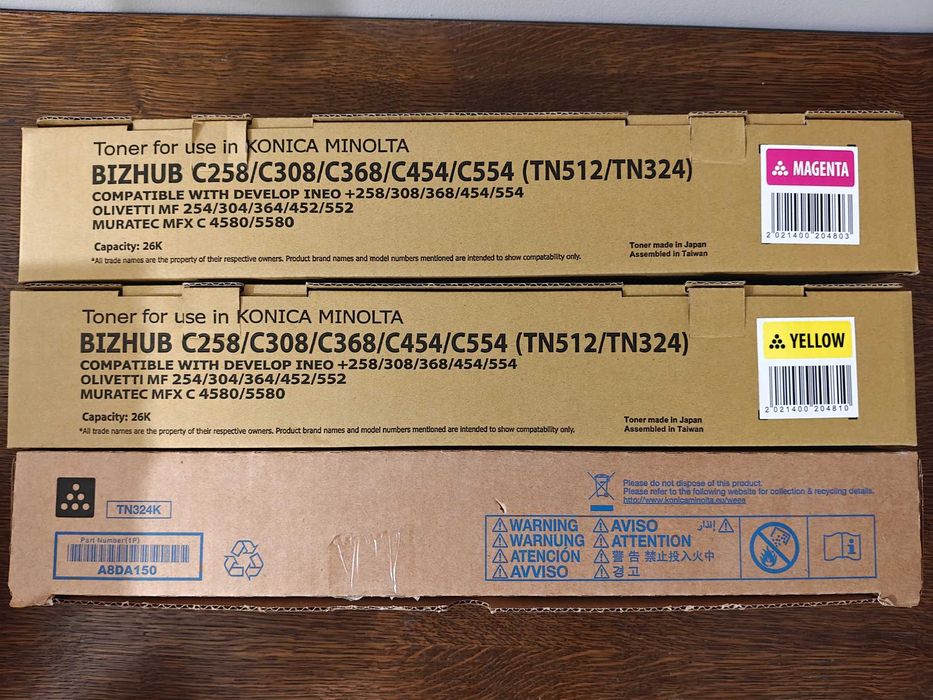 Toner for use in KONICA MINOLTA
BIZHUB C258/C308/C368/C454/C554 (TN512/TN324)
COMPATIBLE WITH DEVELOP INEO +258/308/368/454/554
OLIVETTI MF 254/304/364/452/552
MURATEC MFX C 4580/5580
Capacity: 26K
*All trade names are the property of their respective owners. Product brand names and model numbers mentioned are intended to show compatability only.
Toner made in Japan
Assembled in Taiwan
MAGENTA
2 021400 204803
Toner for use in KONICA MINOLTA
BIZHUB C258/C308/C368/C454/C554 (TN512/TN324)
COMPATIBLE WITH DEVELOP INEO +258/308/368/454/554
OLIVETTI MF 254/304/364/452/552
MURATEC MFX C 4580/5580
Capacity: 26K
*All trade names are the property of their respective owners. Product brand names and model numbers mentioned are intended to show compatability only.
Toner made in Japan
Assembled in Taiwan
YELLOW
2 021400 204810
TN324K
Part Number(1P)
A8DA150
Please do not dispose of this product.
Please refer to the following website for collection & recycling details.
http://www.konicaminolta.eu/weee
WARNING
WARNUNG
ATENCIÓN
AVVISO
AVISO
إنذار
ATTENTION
警告 禁止投入火中
경고